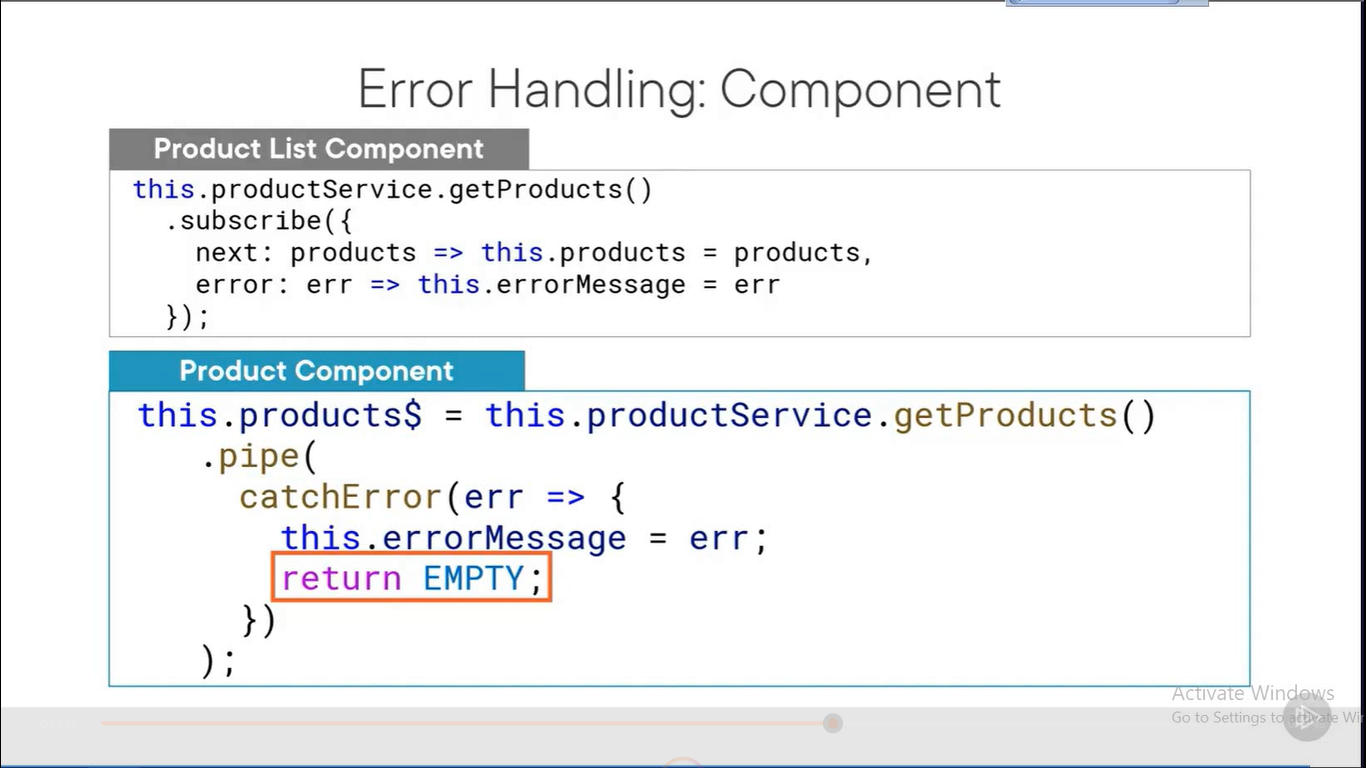 Error Handling: Component
Product List Component
this.productService.getProducts()
  .subscribe({
    next: products => this.products = products,
    error: err => this.errorMessage = err
  });
Product Component
this.products$ = this.productService.getProducts()
   .pipe(
     catchError(err => {
       this.errorMessage = err;
       return EMPTY;
     })
   );
Activate Windows
Go to Settings to activate